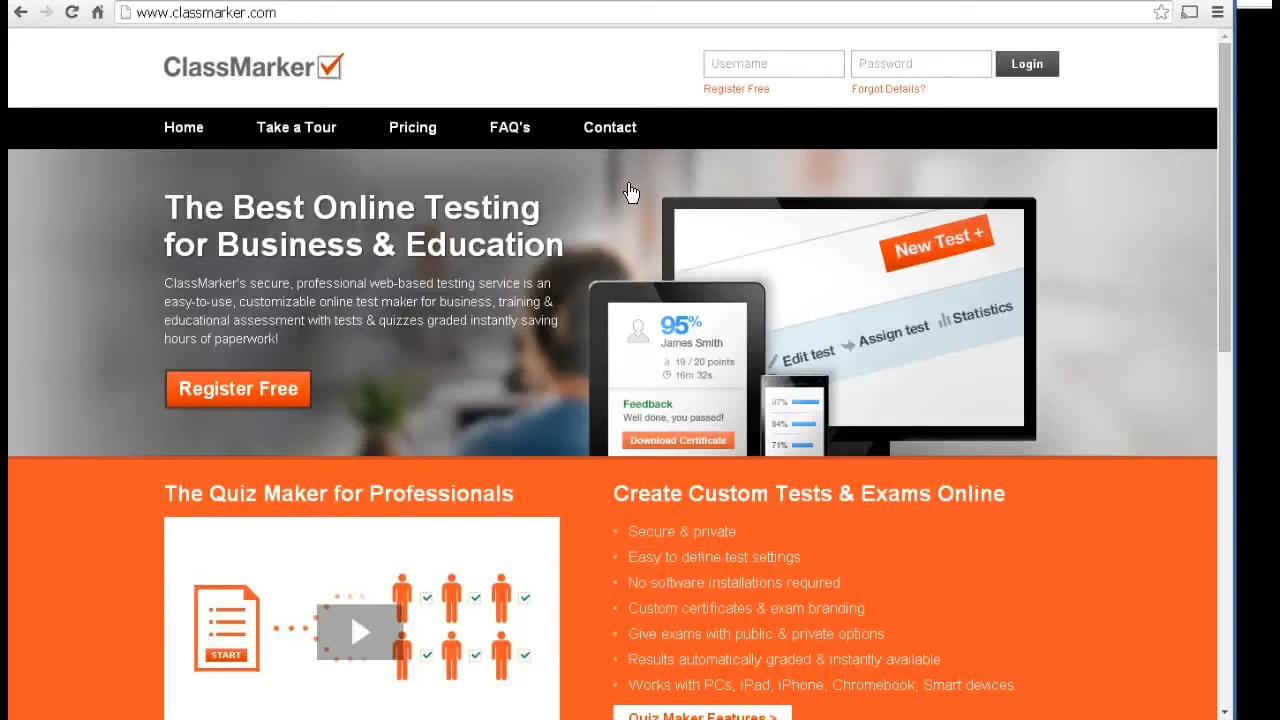 www.classmarker.com
ClassMarker
Username
Password
Login
Register Free
Forgot Details?
Home
Take a Tour
Pricing
FAQ's
Contact
The Best Online Testing
for Business & Education
ClassMarker's secure, professional web-based testing service is an
easy-to-use, customizable online test maker for business, training &
educational assessment with tests & quizzes graded instantly saving
hours of paperwork!
Register Free
95%
James Smith
19 / 20 points
16m 32s
Feedback
Well done, you passed!
Download Certificate
97%
84%
71%
New Test +
Edit test
Assign test
Statistics
The Quiz Maker for Professionals
START
Create Custom Tests & Exams Online
• Secure & private
• Easy to define test settings
• No software installations required
• Custom certificates & exam branding
• Give exams with public & private options
• Results automatically graded & instantly available
• Works with PCs, iPad, iPhone, Chromebook, Smart devices
Quiz Maker Features >